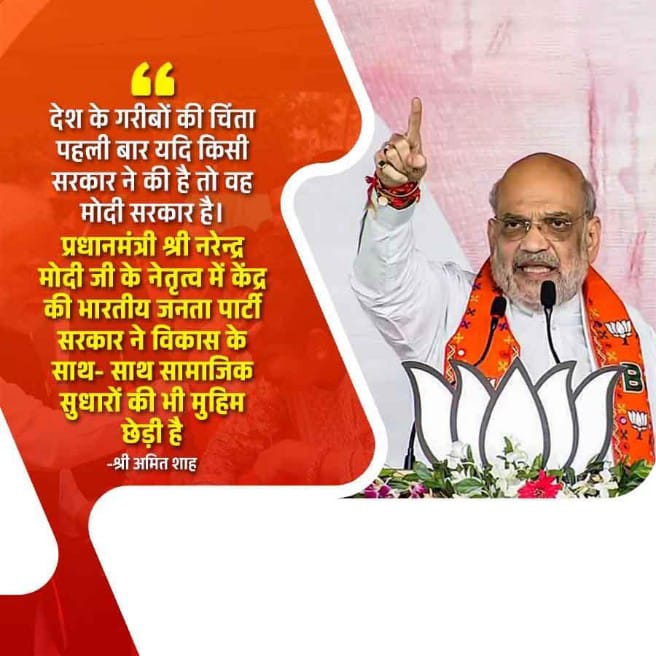 देश के गरीबों की चिंता
पहली बार यदि किसी
सरकार ने की है तो वह
मोदी सरकार है।
प्रधानमंत्री श्री नरेन्द्र
मोदी जी के नेतृत्व में केंद्र
की भारतीय जनता पार्टी
सरकार ने विकास के
साथ- साथ सामाजिक
सुधारों की भी मुहिम
छेड़ी है
-श्री अमित शाह
B